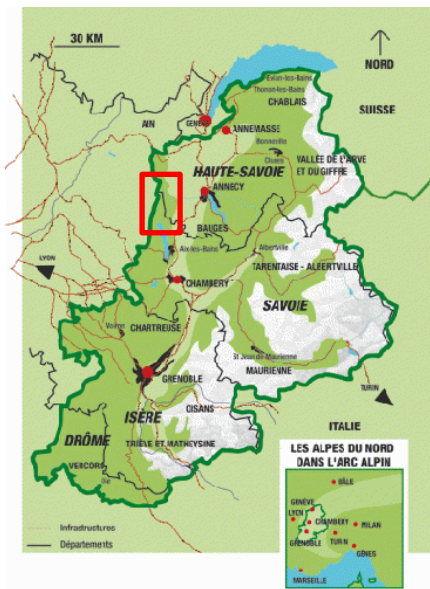 30 KM
NORD
Evian-les-Bains
Thonon-les-Bains
CHABLAIS
SUISSE
AIN
GENEVE
ANNEMASSE
Bonneville
Cluses
VALLÉE DE L'ARVE
ET DU GIFFRE
HAUTE-SAVOIE
ANNECY
BAUGES
LYON
Aix-les-Bains
Albertville
TARENTAISE - ALBERTVILLE
CHAMBERY
SAVOIE
Voiron
CHARTREUSE
St Jean de Maurienne
MAURIENNE
GRENOBLE
TURIN
OISANS
ISÈRE
ITALIE
DRÔME
TRIÈVE ET MATHEYSINE
VERCORS
Die
LES ALPES DU NORD
DANS L'ARC ALPIN
BÂLE
GENÈVE
LYON
CHAMBERY
MILAN
GRENOBLE
TURIN
GÊNES
MARSEILLE
Infrastructures
Départements